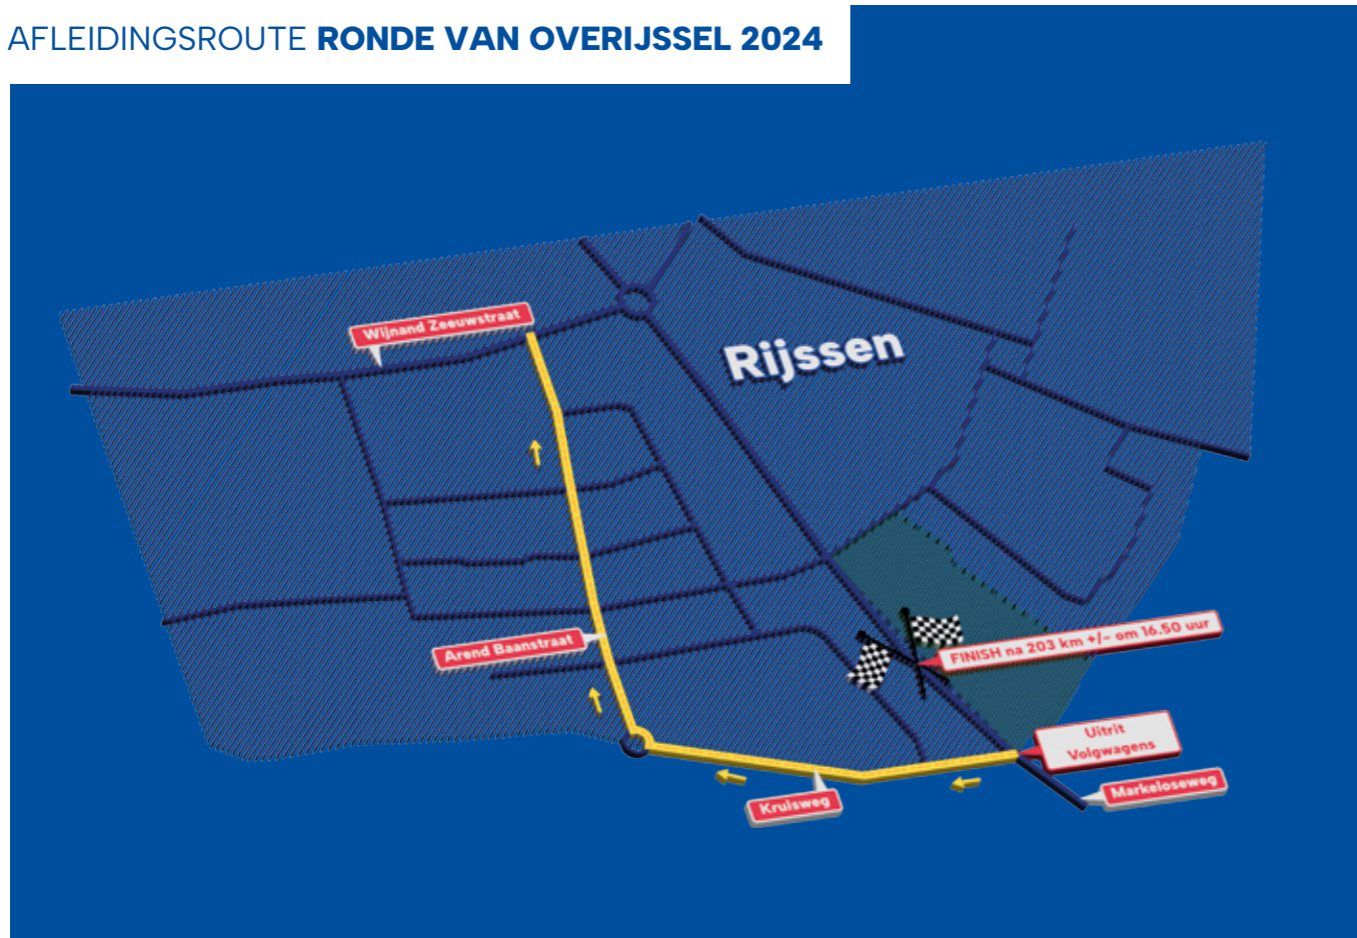 AFLEIDINGSROUTE RONDE VAN OVERIJSSEL 2024
Wijnand Zeeuwstraat
Rijssen
Arend Baanstraat
FINISH na 203 km +/- om 16.50 uur
Uitrit
Volgwagens
Markeloseweg
Kruisweg